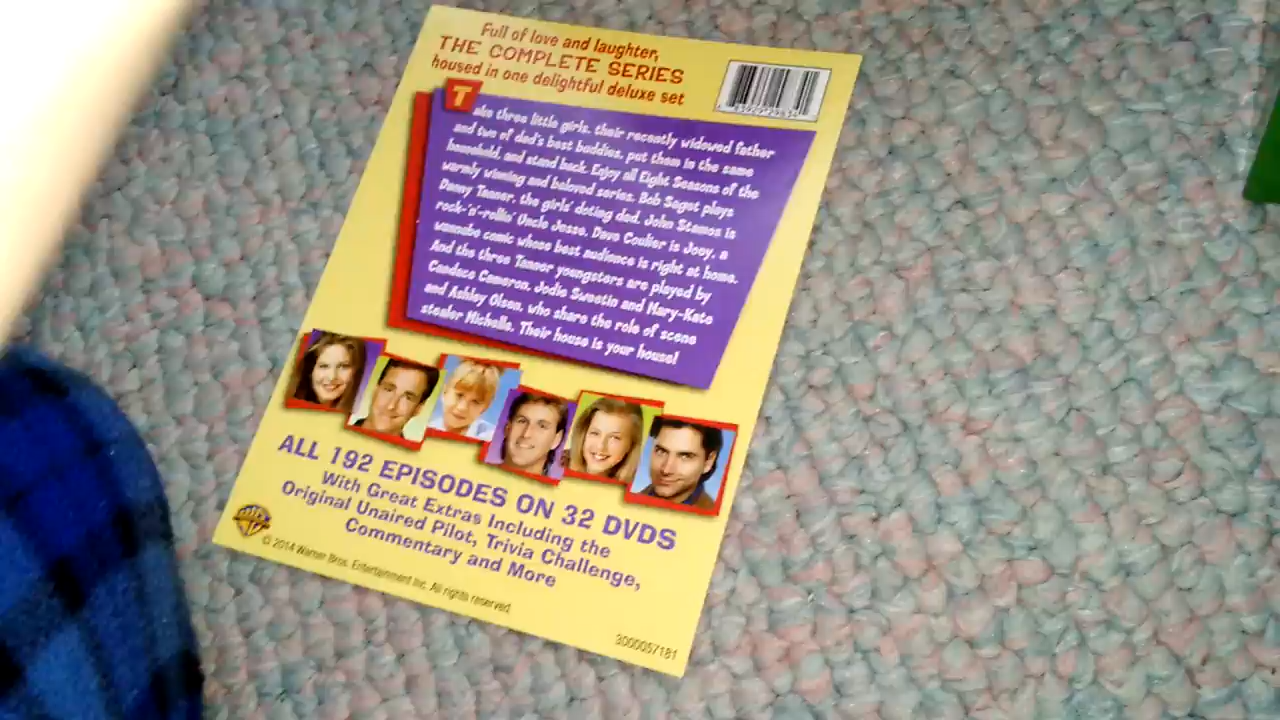 Full of love and laughter,
THE COMPLETE SERIES
housed in one delightful deluxe set
Take three little girls, their recently widowed father
and two of dad's best buddies, put them in the same
household, and stand back. Enjoy all Eight Seasons of the
warmly winning and beloved series. Bob Saget plays
Danny Tanner, the girls' doting dad. John Stamos is
rock-'n'-rollin' Uncle Jesse. Dave Coulier is Joey, a
wannabe comic whose best audience is right at home.
And the three Tanner youngsters are played by
Candace Cameron, Jodie Sweetin and Mary-Kate
and Ashley Olsen, who share the role of scene
stealer Michelle. Their house is your house!
ALL 192 EPISODES ON 32 DVDS
With Great Extras Including the
Original Unaired Pilot, Trivia Challenge,
Commentary and More
© 2014 Warner Bros. Entertainment Inc. All rights reserved.
3000057181